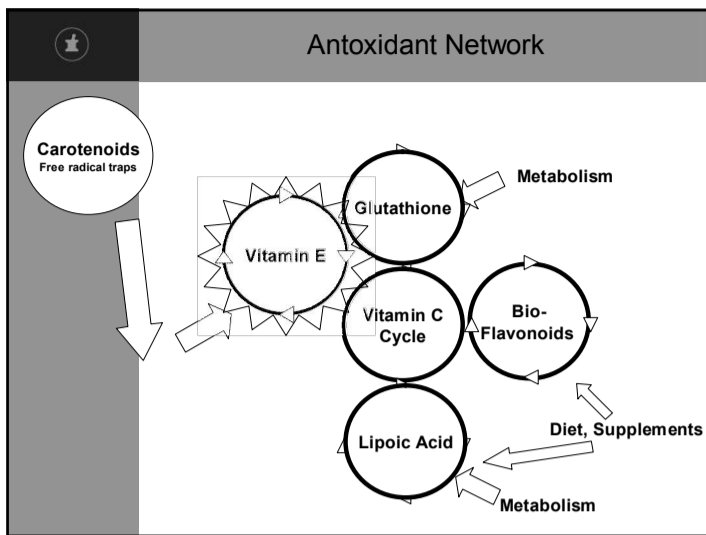 Antoxidant Network
Carotenoids
Free radical traps
Metabolism
Glutathione
Vitamin E
Vitamin C
Cycle
Bio-
Flavonoids
Diet, Supplements
Lipoic Acid
Metabolism